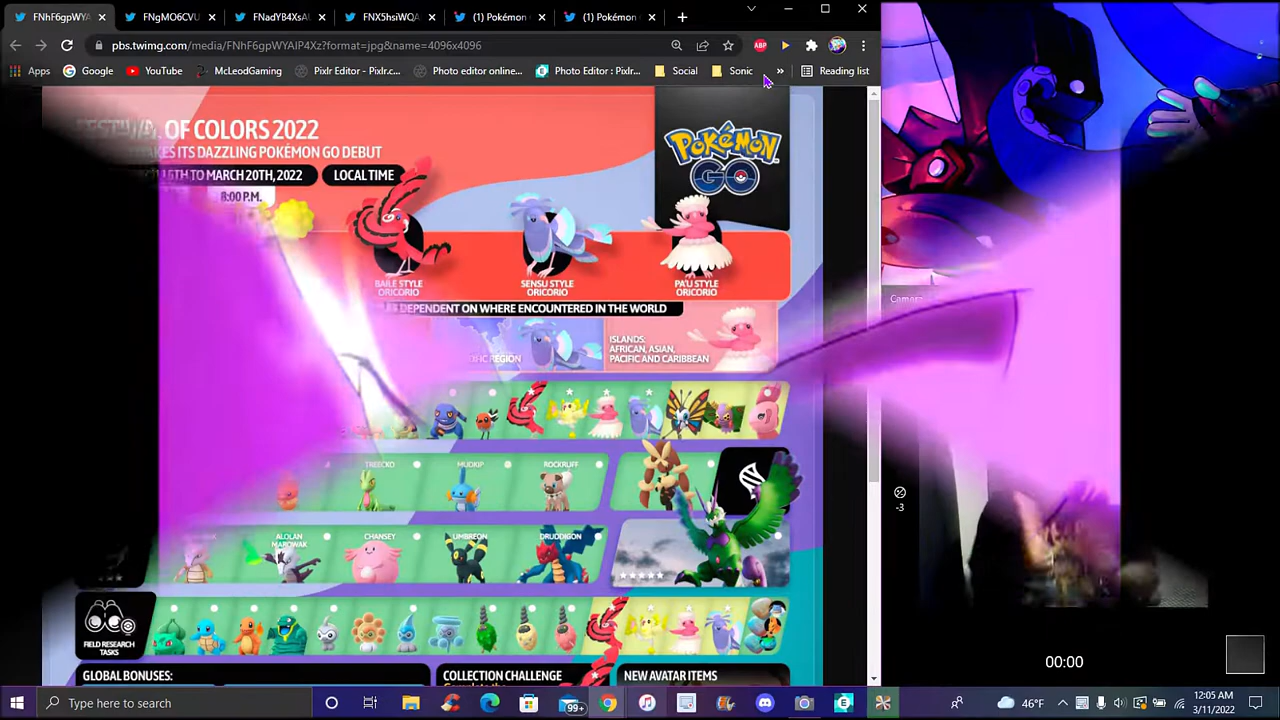 FNhF6gpWYA
FNgMO6CVU
FNadYB4XsA
FNX5hsiWQA
(1) Pokémon
(1) Pokémon
pbs.twimg.com/media/FNhF6gpWYAIP4Xz?format=jpg&name=4096x4096
ABP
Apps
Google
YouTube
McLeodGaming
Pixlr Editor - Pixlr.c...
Photo editor online...
Photo Editor : Pixlr...
Social
Sonic
»
Reading list
OF COLORS 2022
ITS DAZZLING POKÉMON GO DEBUT
TO MARCH 20TH, 2022
LOCAL TIME
8:00 P.M.
POKÉMON
GO
BAILE STYLE
ORICORIO
SENSU STYLE
ORICORIO
PA'U STYLE
ORICORIO
DEPENDENT ON WHERE ENCOUNTERED IN THE WORLD
REGION
ISLANDS:
AFRICAN, ASIAN,
PACIFIC AND CARIBBEAN
TREECKO
MUDKIP
ROCKRUFF
ALOLAN
MAROWAK
CHANSEY
UMBREON
DRUDDIGON
FIELD RESEARCH
TASKS
GLOBAL BONUSES:
COLLECTION CHALLENGE
NEW AVATAR ITEMS
Camera
-3
00:00
Type here to search
99+
46°F
12:05 AM
3/11/2022